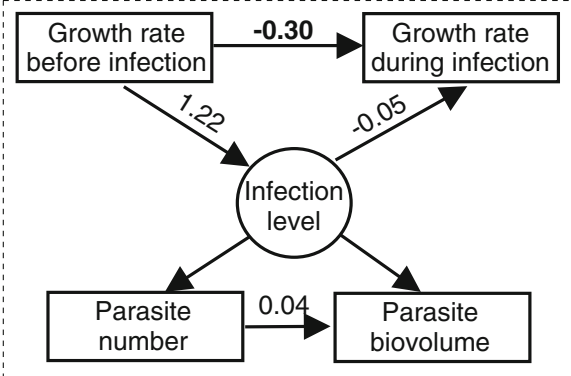 Growth rate
before infection
-0.30
Growth rate
during infection
1.22
-0.05
Infection
level
Parasite
number
0.04
Parasite
biovolume